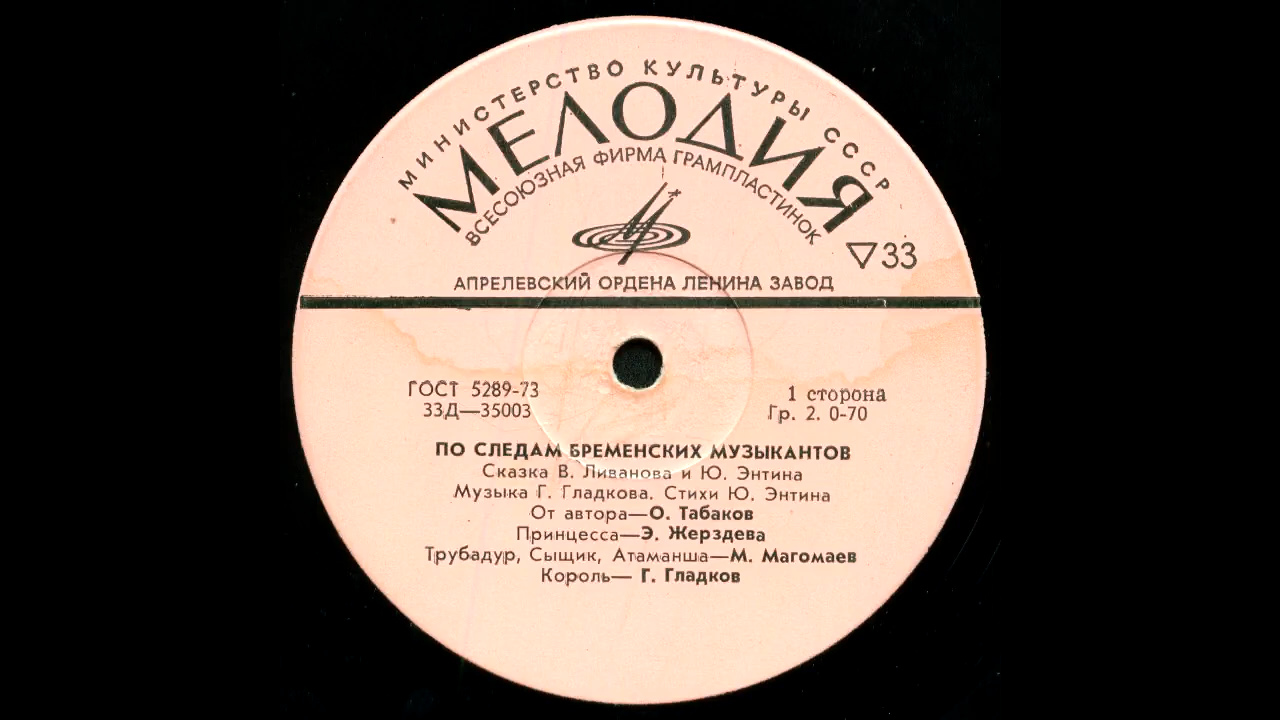 МИНИСТЕРСТВО КУЛЬТУРЫ СССР
МЕЛОДИЯ
ВСЕСОЮЗНАЯ ФИРМА ГРАМПЛАСТИНОК
33
АПРЕЛЕВСКИЙ ОРДЕНА ЛЕНИНА ЗАВОД
ГОСТ 5289-73
33Д—35003
1 сторона
Гр. 2. 0-70
ПО СЛЕДАМ БРЕМЕНСКИХ МУЗЫКАНТОВ
Сказка В. Ливанова и Ю. Энтина
Музыка Г. Гладкова. Стихи Ю. Энтина
От автора—О. Табаков
Принцесса—Э. Жерздева
Трубадур, Сыщик, Атаманша—М. Магомаев
Король— Г. Гладков